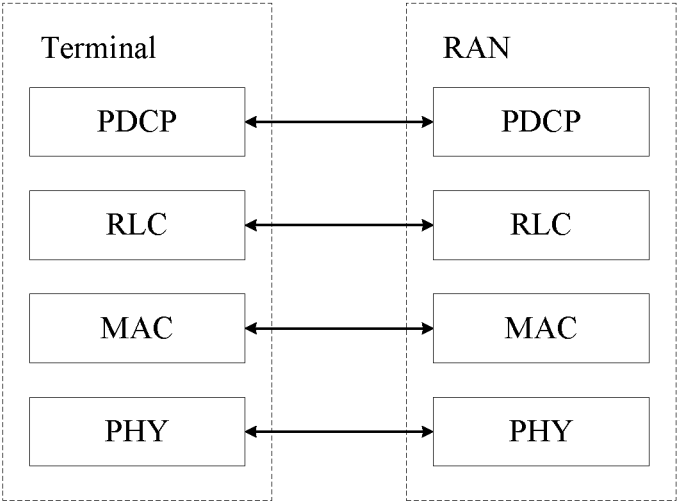 Terminal
RAN
PDCP
PDCP
RLC
RLC
MAC
MAC
PHY
PHY